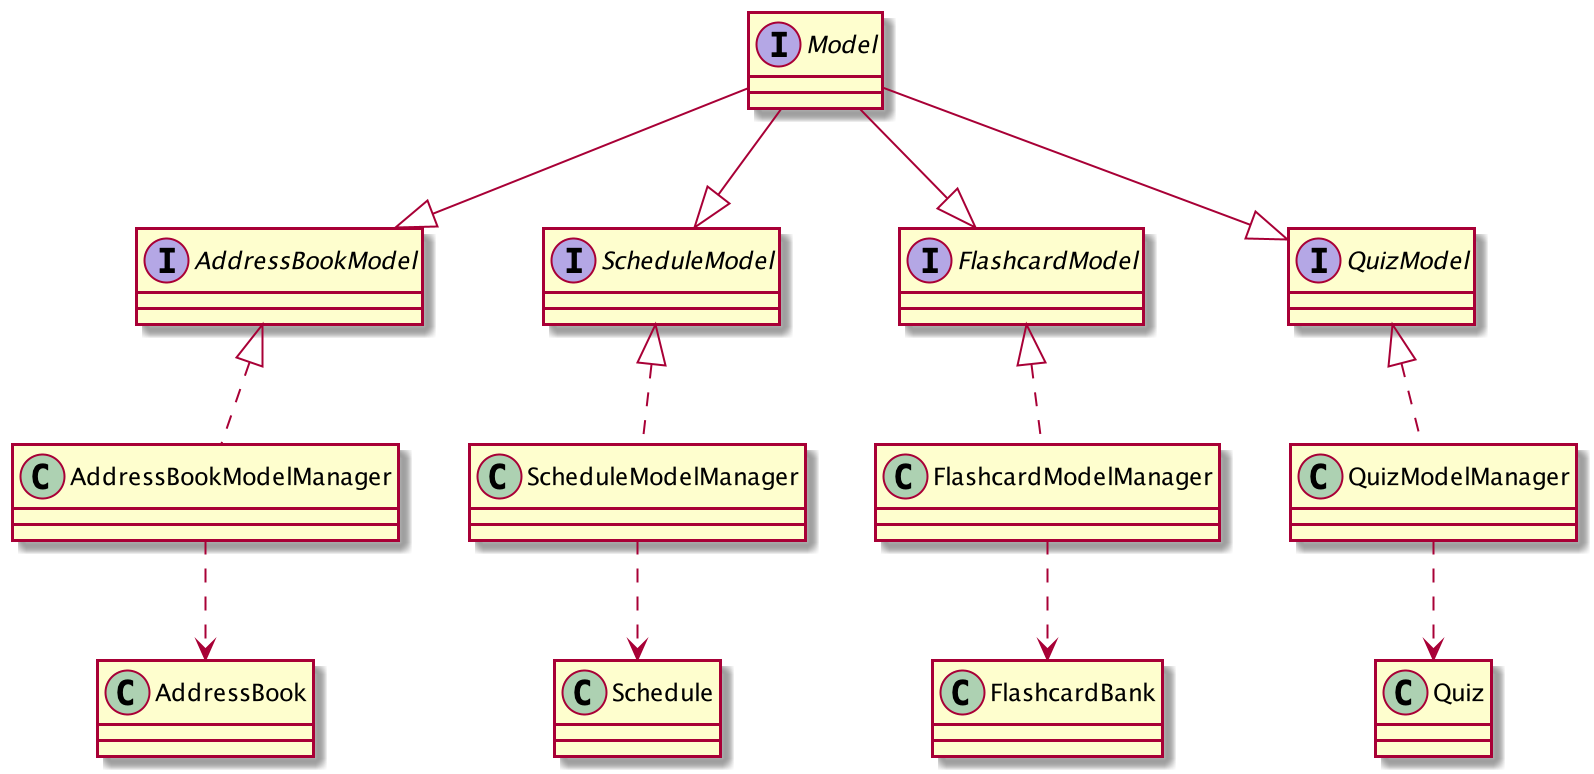 I Model
I AddressBookModel
I ScheduleModel
I FlashcardModel
I QuizModel
C AddressBookModelManager
C ScheduleModelManager
C FlashcardModelManager
C QuizModelManager
C AddressBook
C Schedule
C FlashcardBank
C Quiz